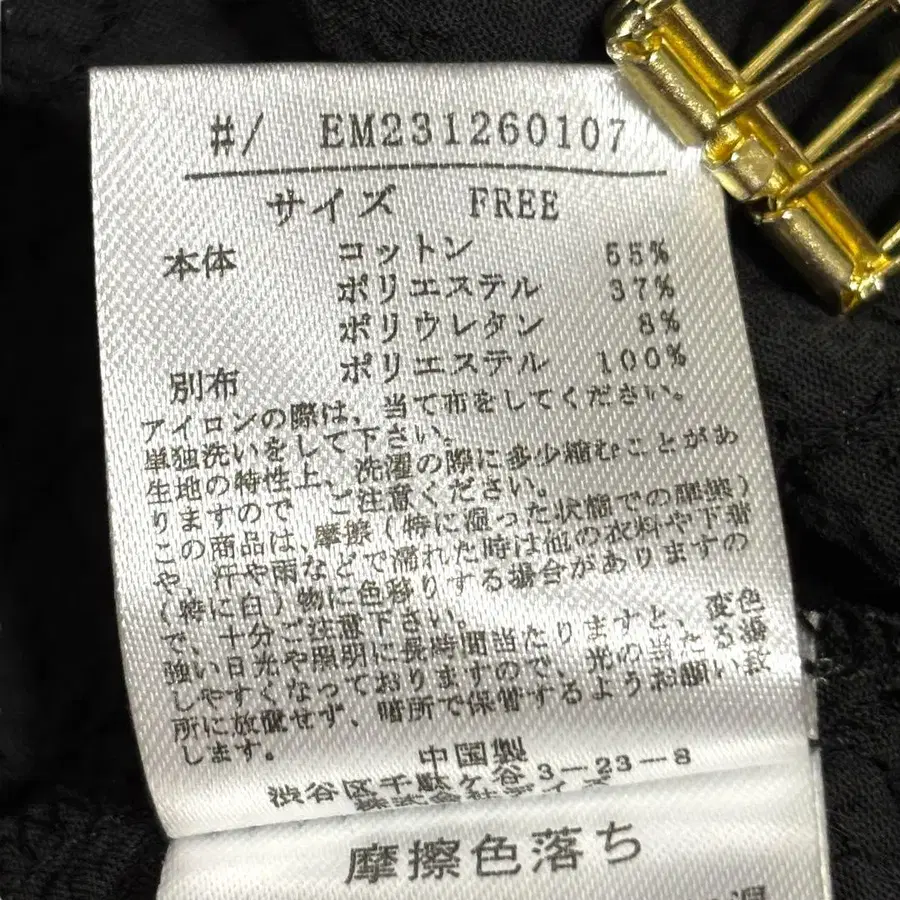 #/ EM231260107
サイズ FREE
本体 コットン 55%
ポリエステル 37%
ポリウレタン 8%
別布 ポリエステル 100%
アイロンの際は、当て布をしてください。
単独洗いをして下さい。
生地の特性上、洗濯の際に多少縮むことがあ
りますので ご注意ください。
この商品は、摩擦(特に湿った状態での摩擦)
や、汗や雨などで濡れた時は他の衣料や下着
(特に白)物に色移りする場合がありますの
で、十分ご注意下さい。
強い日光や照明に長時間当たりますと、変色
しやすくなっておりますので、光の当たる場
所に放置せず、暗所で保管するようお願い致
します。
中国製
渋谷区千駄ケ谷3-23-8
株式会社
摩擦色落ち